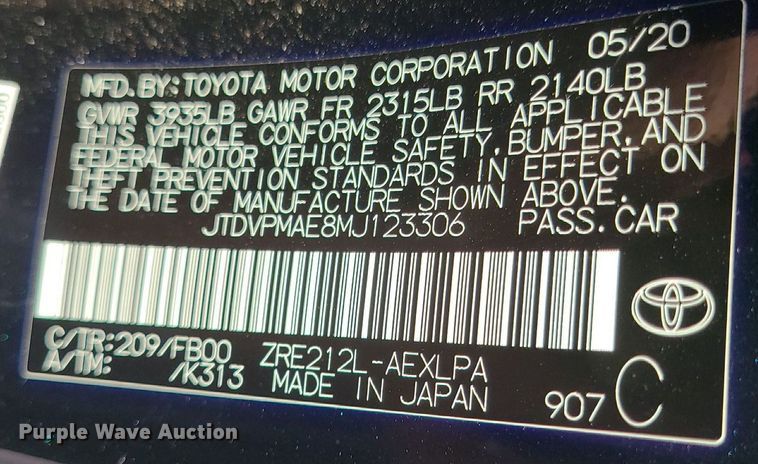 MFD. BY: TOYOTA MOTOR CORPORATION 05/20
GVWR 3935LB GAWR FR 2315LB RR 2140LB
THIS VEHICLE CONFORMS TO ALL APPLICABLE
FEDERAL MOTOR VEHICLE SAFETY, BUMPER, AND
THEFT PREVENTION STANDARDS IN EFFECT ON
THE DATE OF MANUFACTURE SHOWN ABOVE.
JTDVPMAE8MJ123306 PASS. CAR
C/TR: 209/FB00 ZRE212L-AEXLPA
A/TM: /K313 MADE IN JAPAN 907 C
Purple Wave Auction